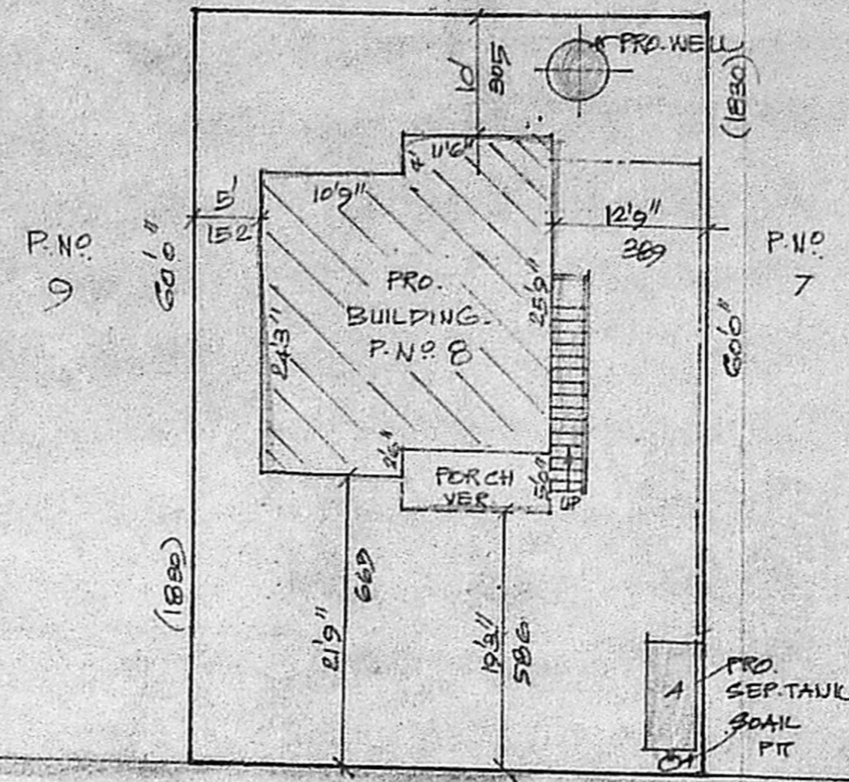 PRO. WELL
10'
305
(1830)
11'6"
4'
10'9"
5'
152
12'9"
389
P. Nº
9
60'0"
P. Nº
7
PRO.
BUILDING.
P. Nº 8
25'9"
24'3"
60'0"
2'6"
PORCH
VER.
5'0"
UP
(1830)
665
21'9"
19'3"
586
A
PRO.
SEP. TANK
SOAK
PIT